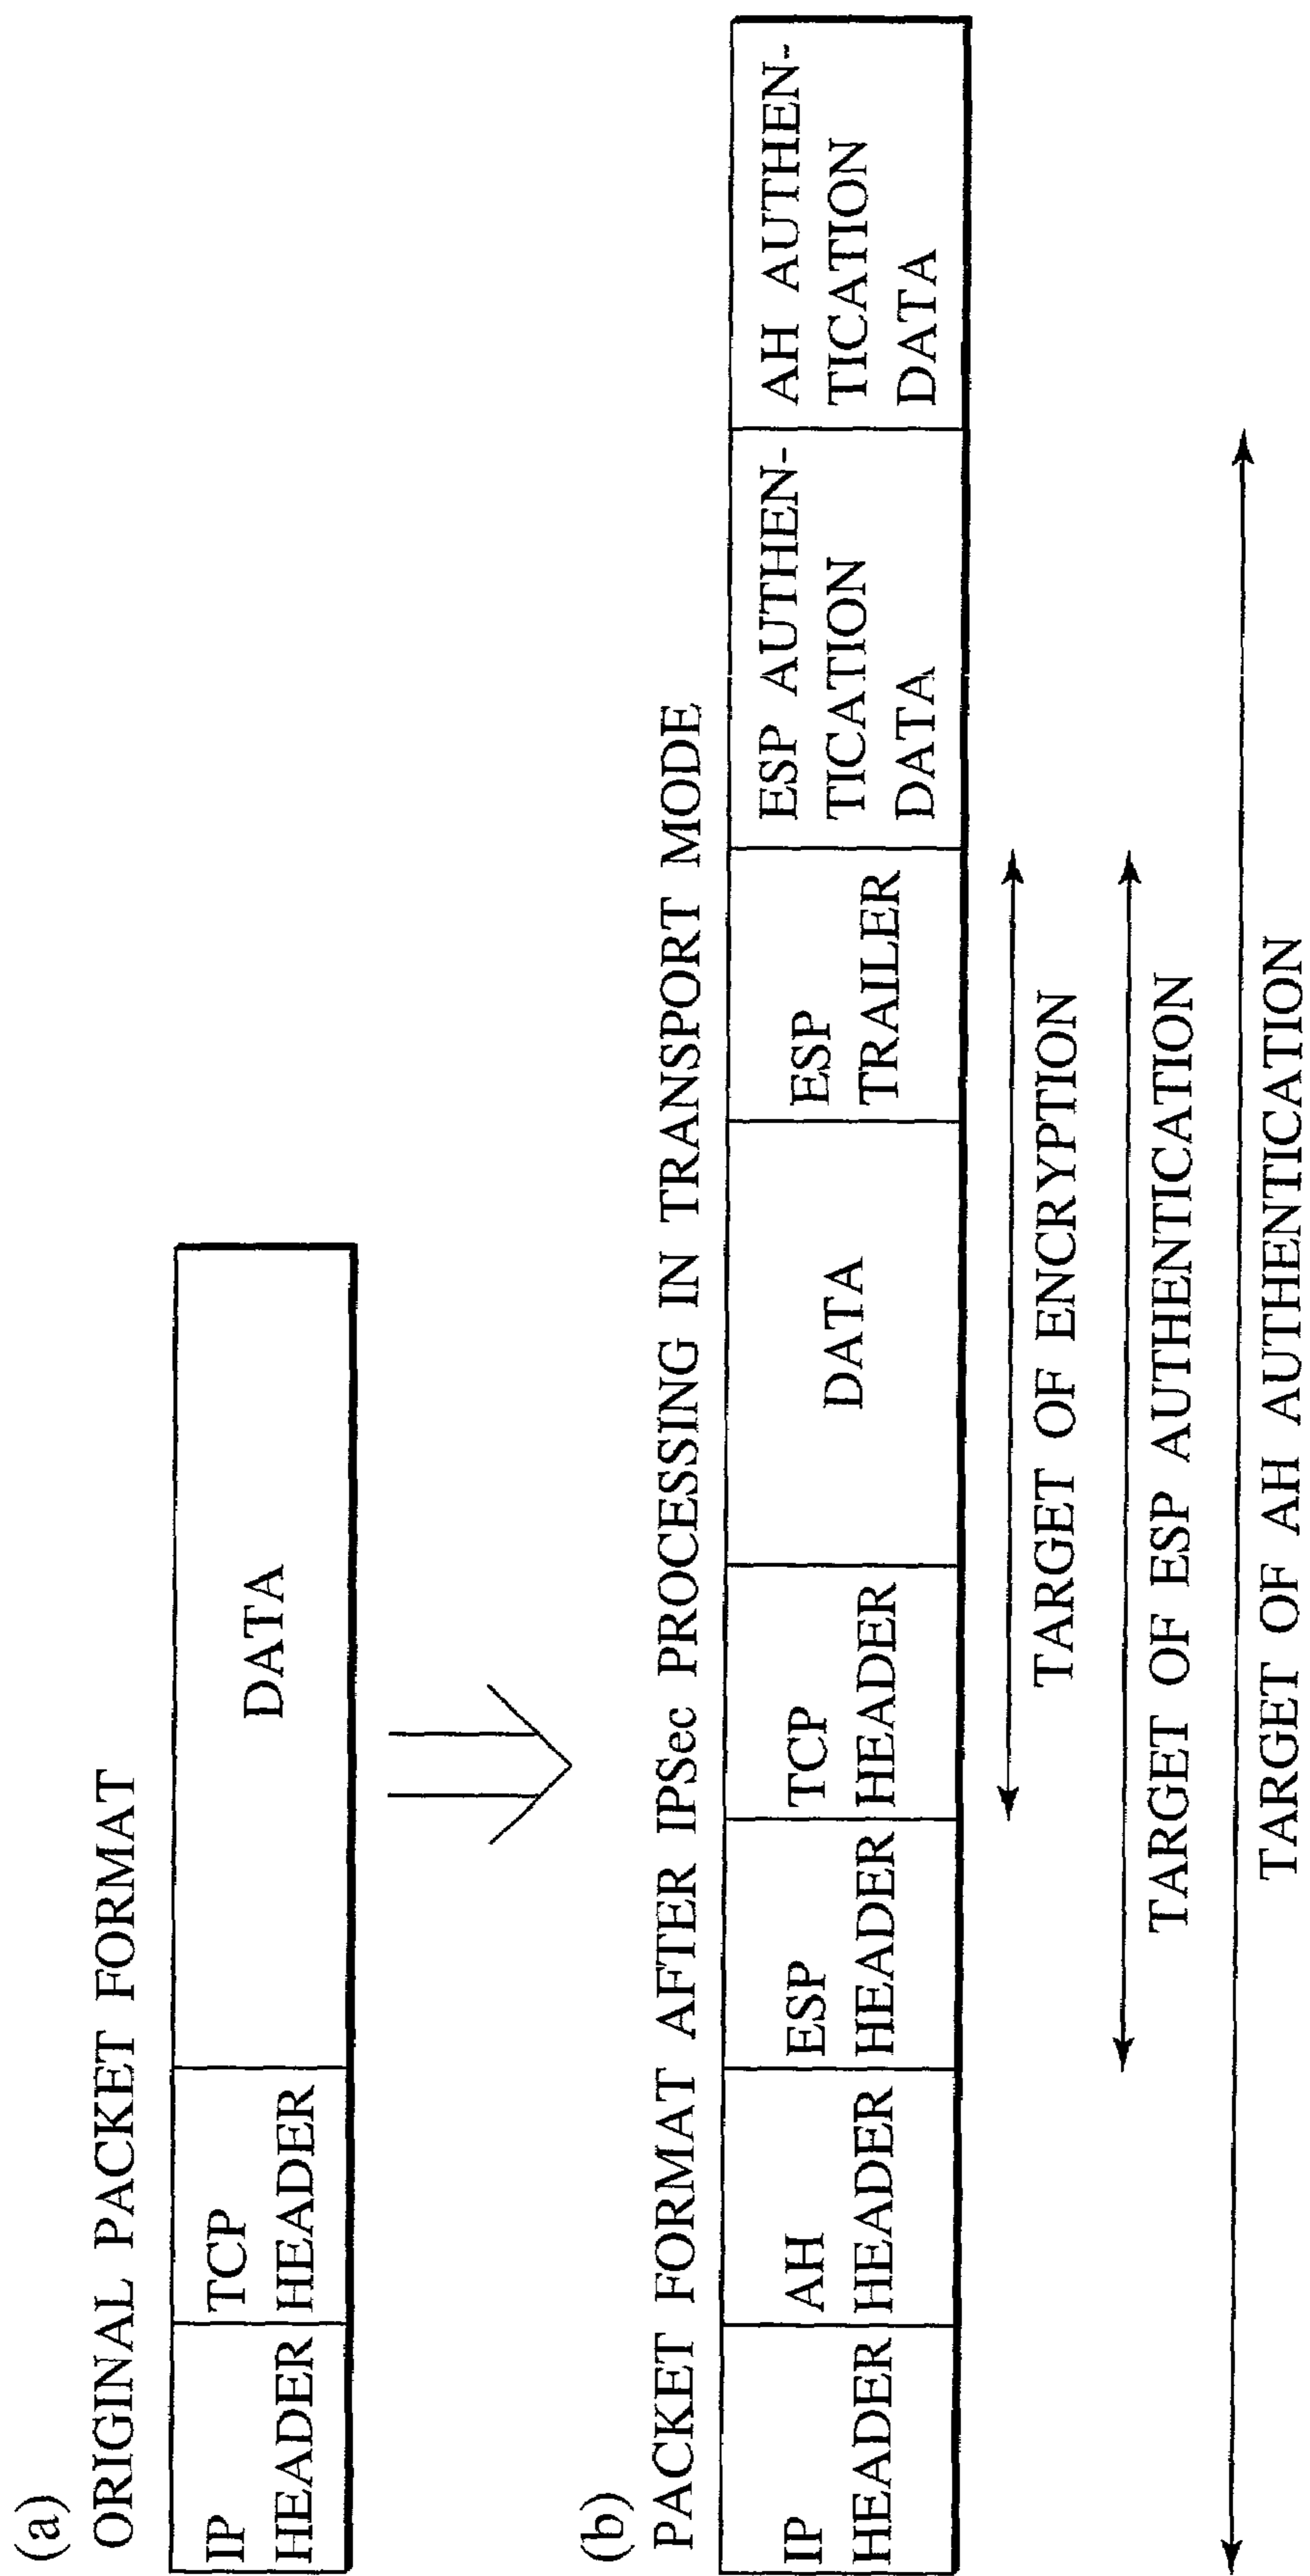 (a)
ORIGINAL PACKET FORMAT
IP
HEADER
TCP
HEADER
DATA
(b)
PACKET FORMAT AFTER IPSec PROCESSING IN TRANSPORT MODE
IP
HEADER
AH
HEADER
ESP
HEADER
TCP
HEADER
DATA
ESP
TRAILER
ESP AUTHEN-
TICATION
DATA
AH AUTHEN-
TICATION
DATA
TARGET OF ENCRYPTION
TARGET OF ESP AUTHENTICATION
TARGET OF AH AUTHENTICATION